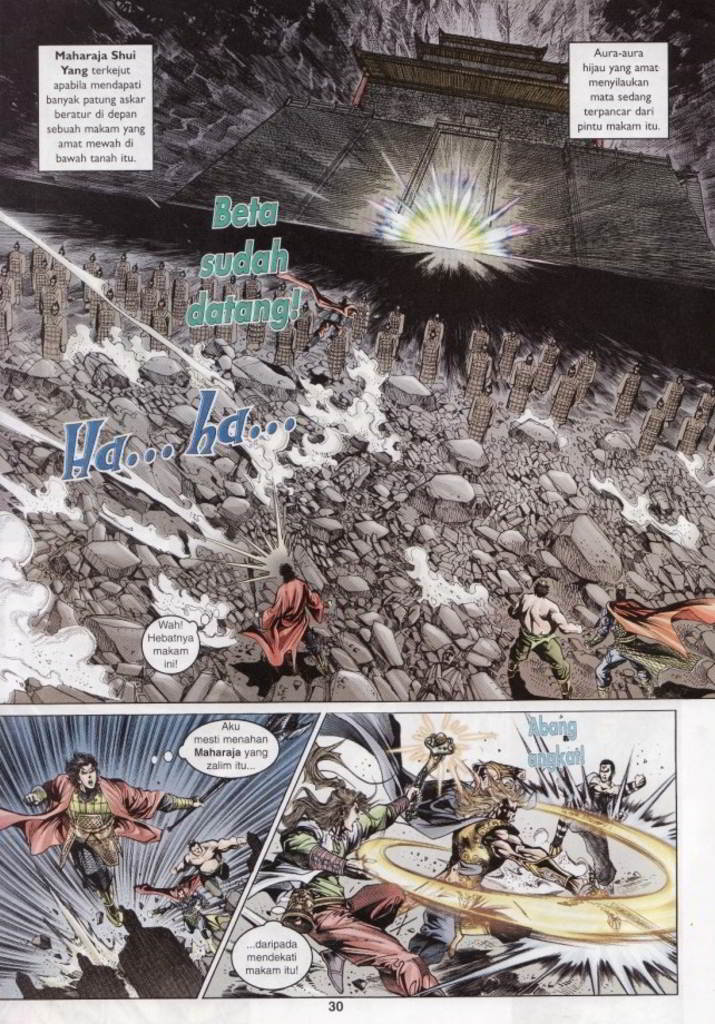 Maharaja Shui
Yang terkejut
apabila mendapati
banyak patung askar
beratur di depan
sebuah makam yang
amat mewah di
bawah tanah itu.
Aura-aura
hijau yang amat
menyilaukan
mata sedang
terpancar dari
pintu makam itu.
Beta
sudah
datang!
Ha... ha...
Wah!
Hebatnya
makam
ini!
Aku
mesti menahan
Maharaja yang
zalim itu...
Abang
angkat!
...daripada
mendekati
makam itu!
30